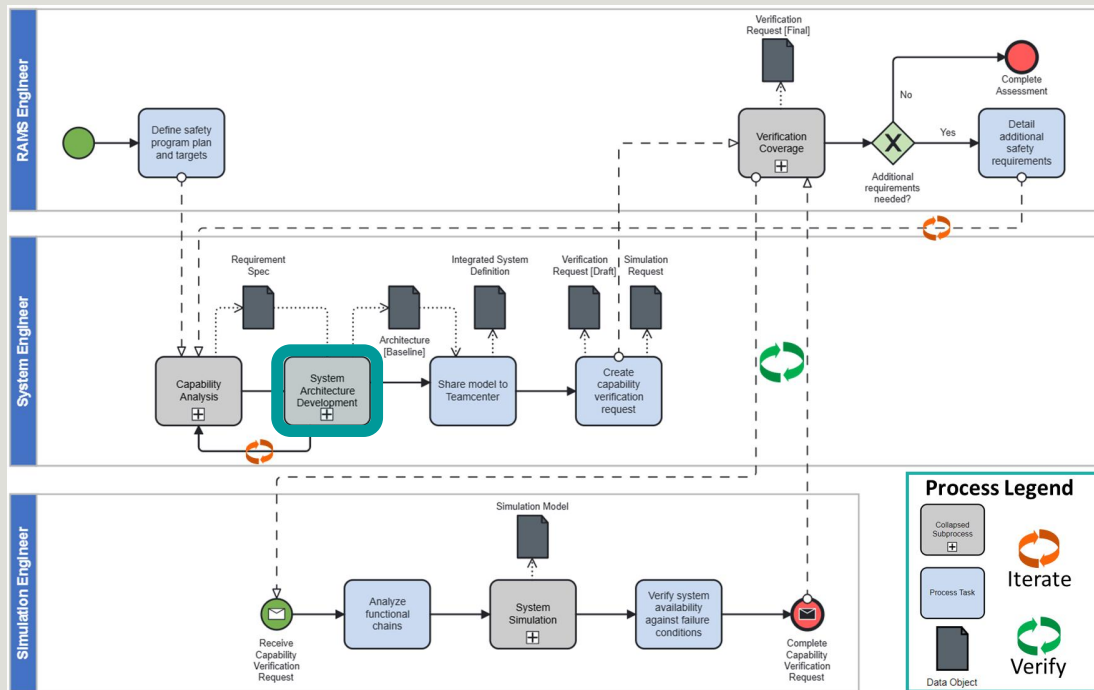 RAMS Engineer
Define safety
program plan
and targets
Verification
Request [Final]
Verification
Coverage
No
Complete
Assessment
Yes
Additional
requirements
needed?
Detail
additional
safety
requirements
System Engineer
Requirement
Spec
Architecture
[Baseline]
Integrated System
Definition
Verification
Request [Draft]
Simulation
Request
Capability
Analysis
System
Architecture
Development
Share model to
Teamcenter
Create
capability
verification
request
Simulation Engineer
Receive
Capability
Verification
Request
Analyze
functional
chains
Simulation Model
System
Simulation
Verify system
availability
against failure
conditions
Complete
Capability
Verification
Request
Process Legend
Collapsed
Subprocess
Iterate
Process Task
Verify
Data Object